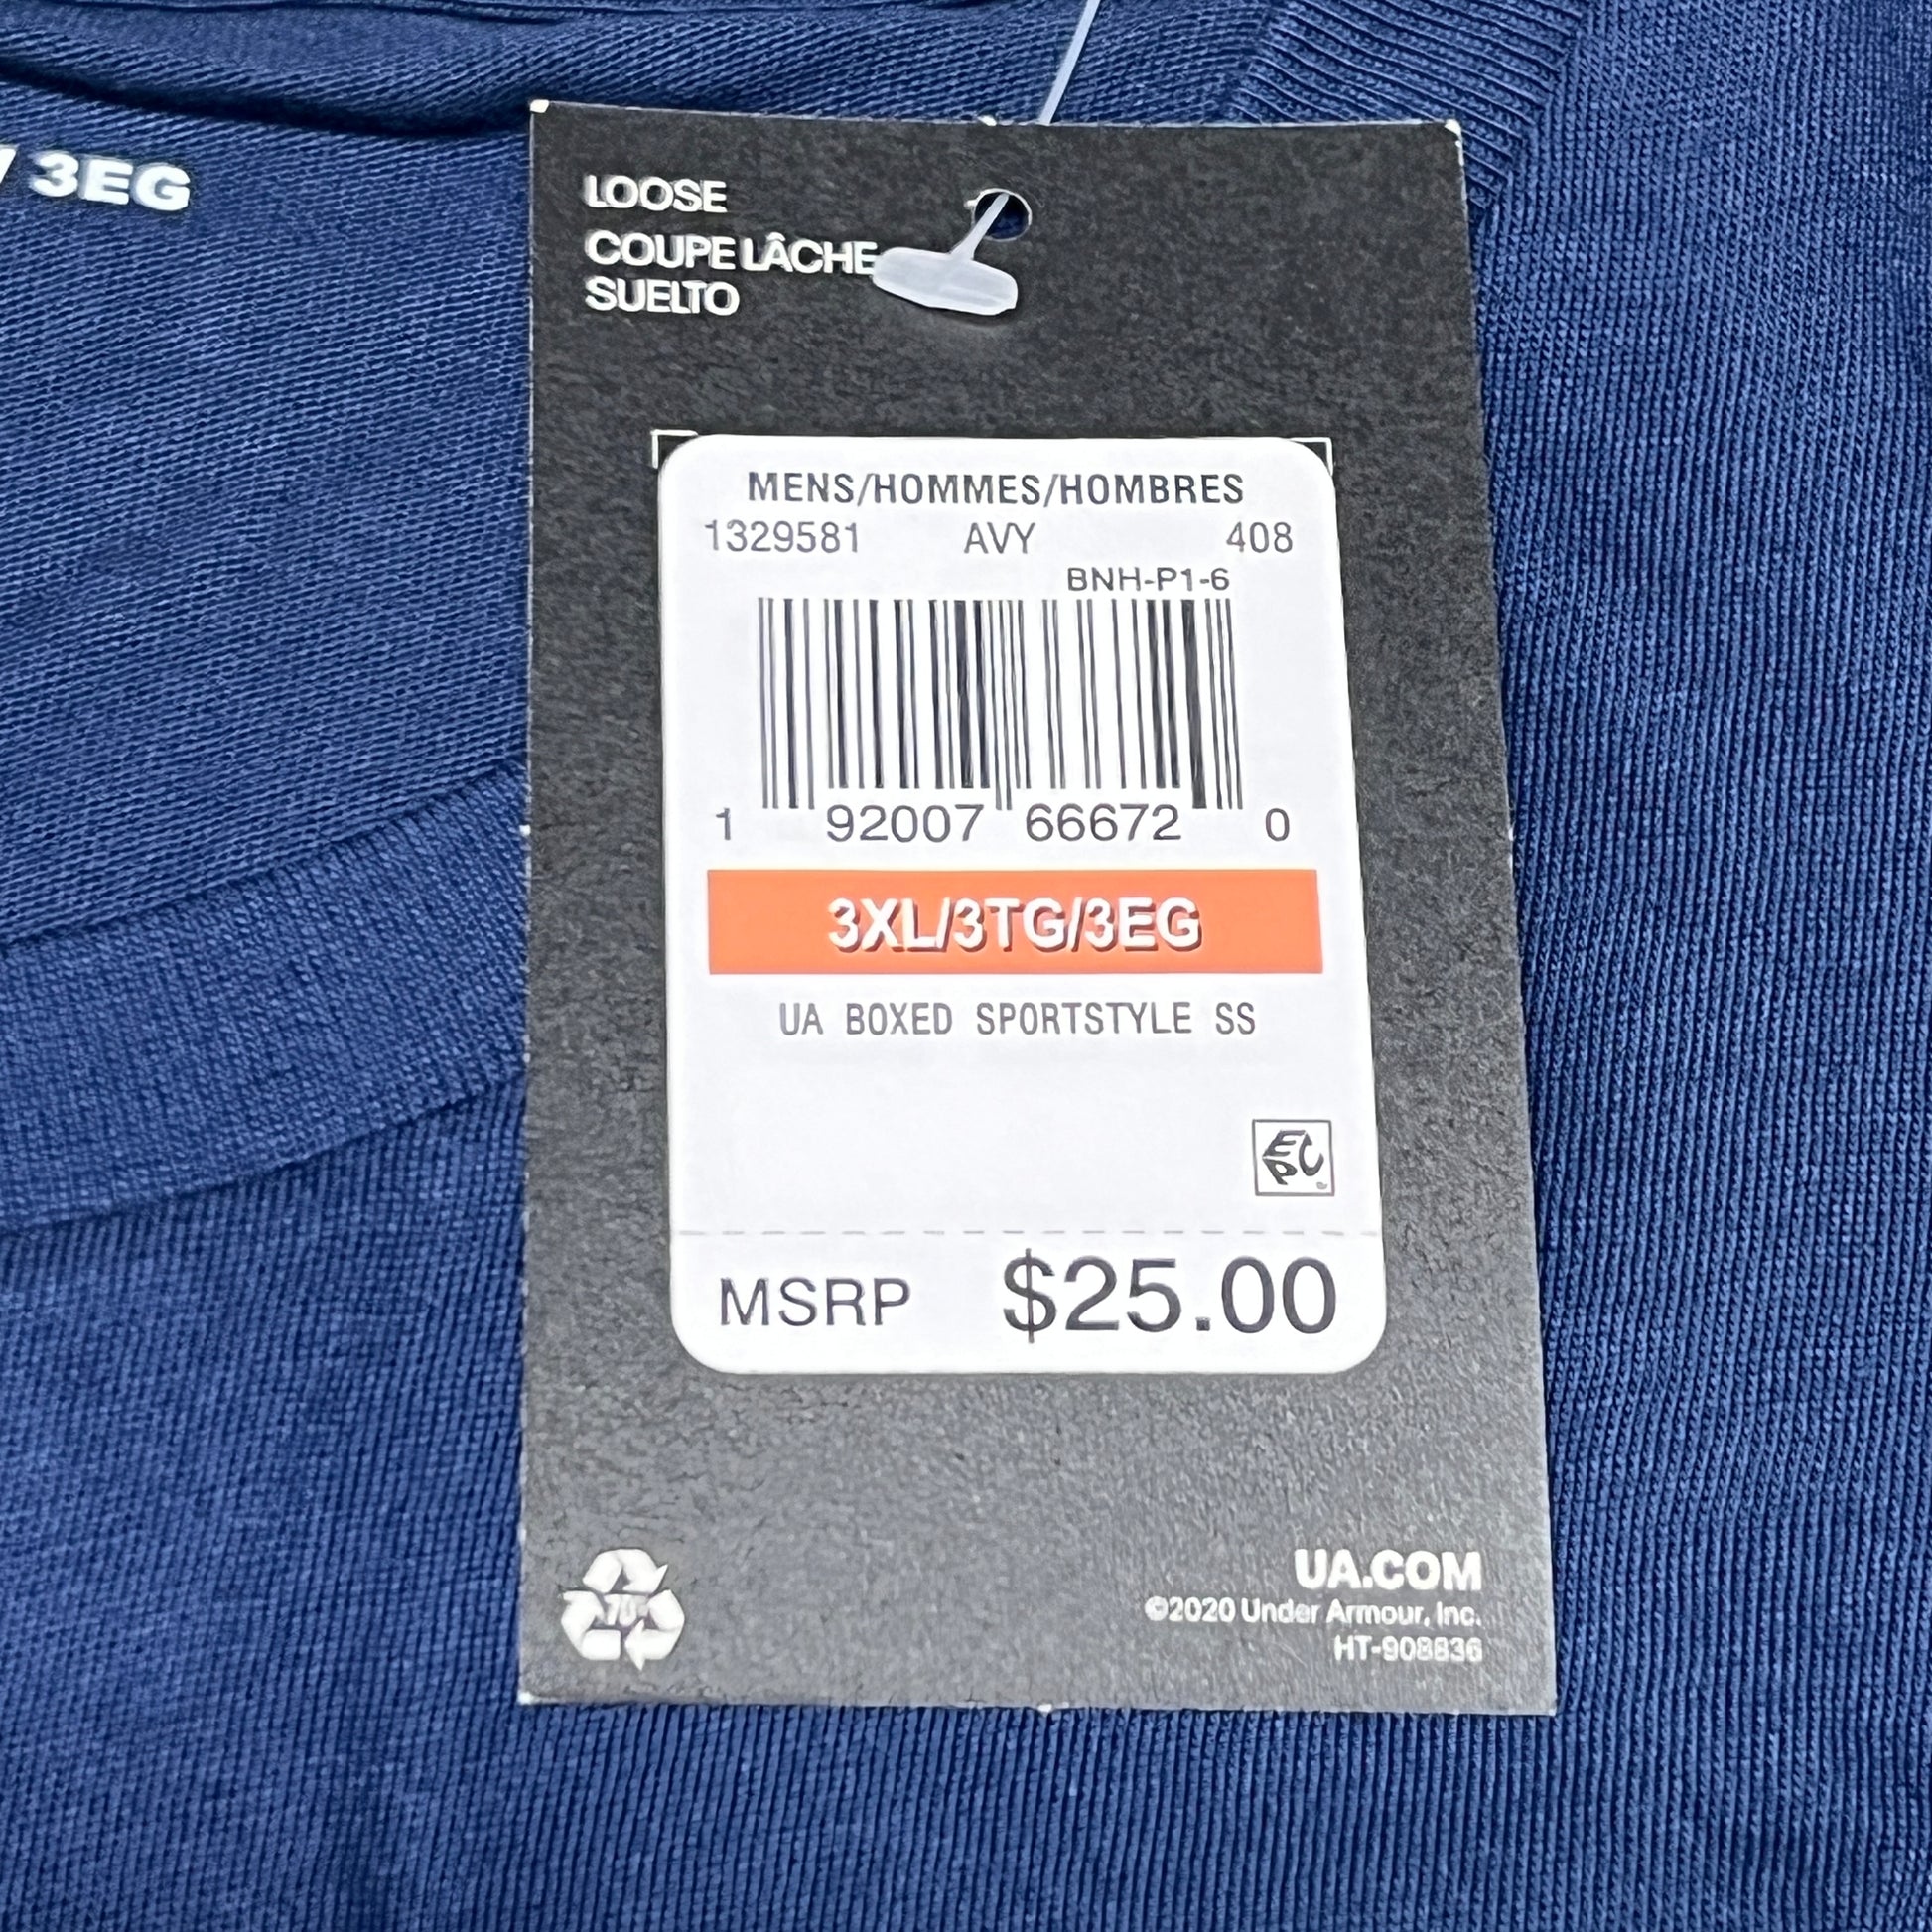 / 3EG
LOOSE
COUPE LÂCHE
SUELTO
MENS/HOMMES/HOMBRES
1329581 AVY 408
BNH-P1-6
1 92007 66672 0
3XL/3TG/3EG
UA BOXED SPORTSTYLE SS
EPC
MSRP $25.00
UA.COM
©2020 Under Armour, Inc.
HT-908836